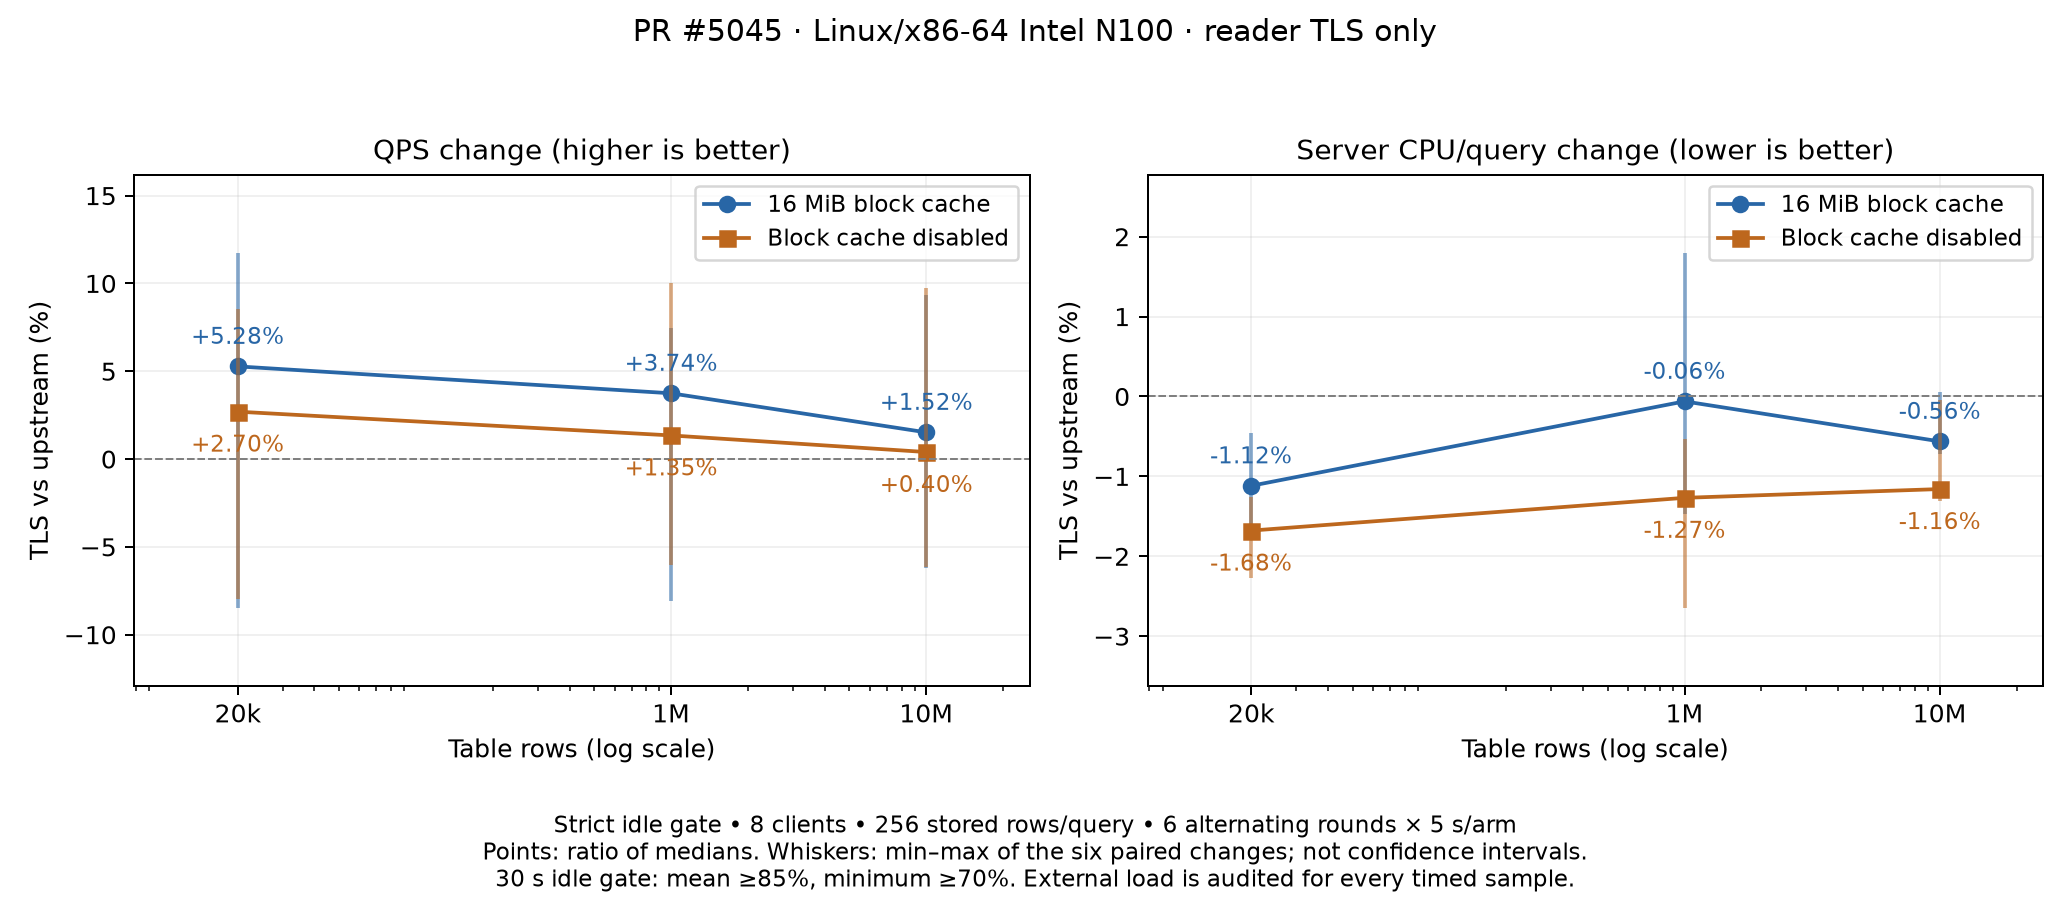 PR #5045 · Linux/x86-64 Intel N100 · reader TLS only
QPS change (higher is better)
16 MiB block cache
Block cache disabled
TLS vs upstream (%)
15
10
5
0
−5
−10
+5.28%
+3.74%
+1.52%
+2.70%
+1.35%
+0.40%
20k
1M
10M
Table rows (log scale)
Server CPU/query change (lower is better)
16 MiB block cache
Block cache disabled
TLS vs upstream (%)
2
1
0
−1
−2
−3
-1.12%
-0.06%
-0.56%
-1.68%
-1.27%
-1.16%
20k
1M
10M
Table rows (log scale)
Strict idle gate • 8 clients • 256 stored rows/query • 6 alternating rounds × 5 s/arm
Points: ratio of medians. Whiskers: min–max of the six paired changes; not confidence intervals.
30 s idle gate: mean ≥85%, minimum ≥70%. External load is audited for every timed sample.